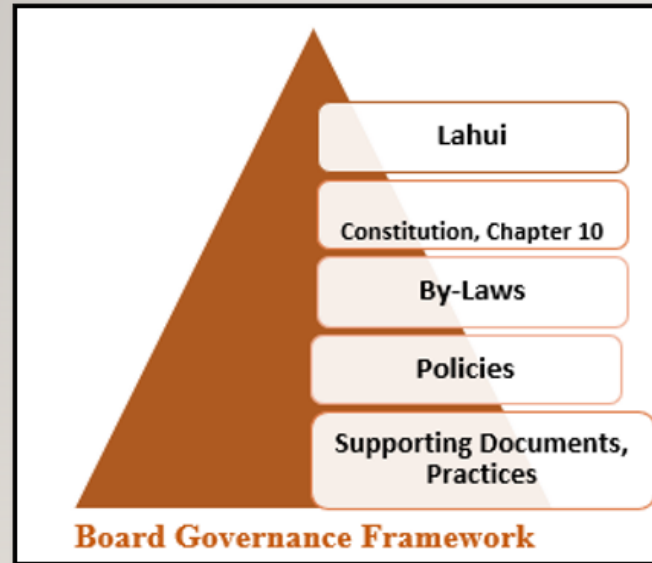 Lahui
Constitution, Chapter 10
By-Laws
Policies
Supporting Documents,
Practices
Board Governance Framework